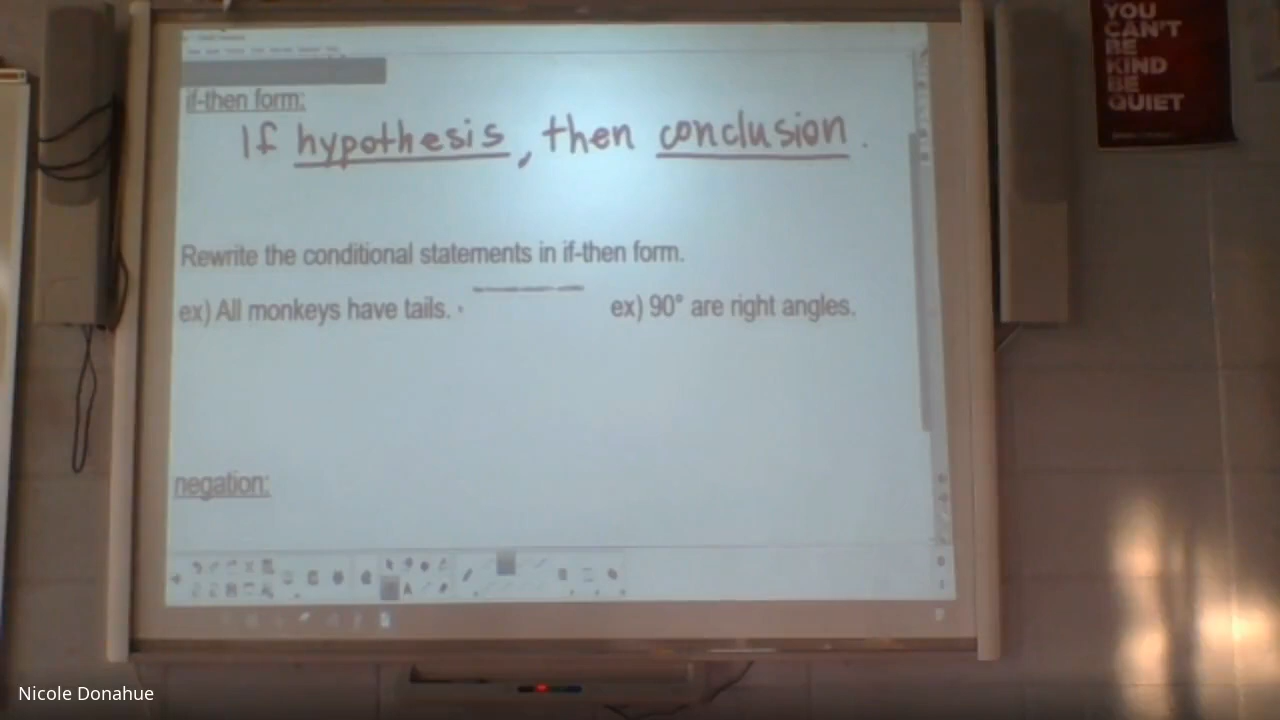 YOU
CAN'T
BE
KIND
BE
QUIET
if-then form:
If hypothesis, then conclusion.
Rewrite the conditional statements in if-then form.
ex) All monkeys have tails.
ex) 90° are right angles.
negation:
Nicole Donahue